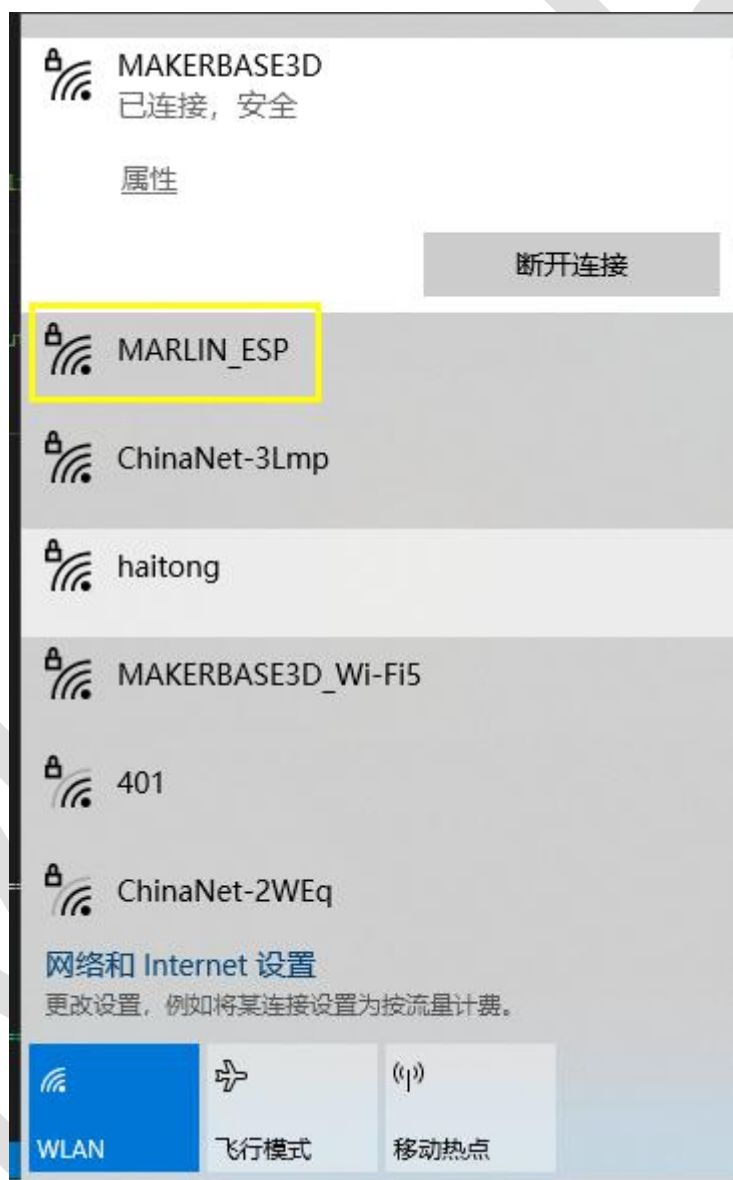 MAKERBASE3D
已连接，安全
属性
断开连接
MARLIN_ESP
ChinaNet-3Lmp
haitong
MAKERBASE3D_Wi-Fi5
401
ChinaNet-2WEq
网络和 Internet 设置
更改设置，例如将某连接设置为按流量计费。
WLAN 飞行模式 移动热点